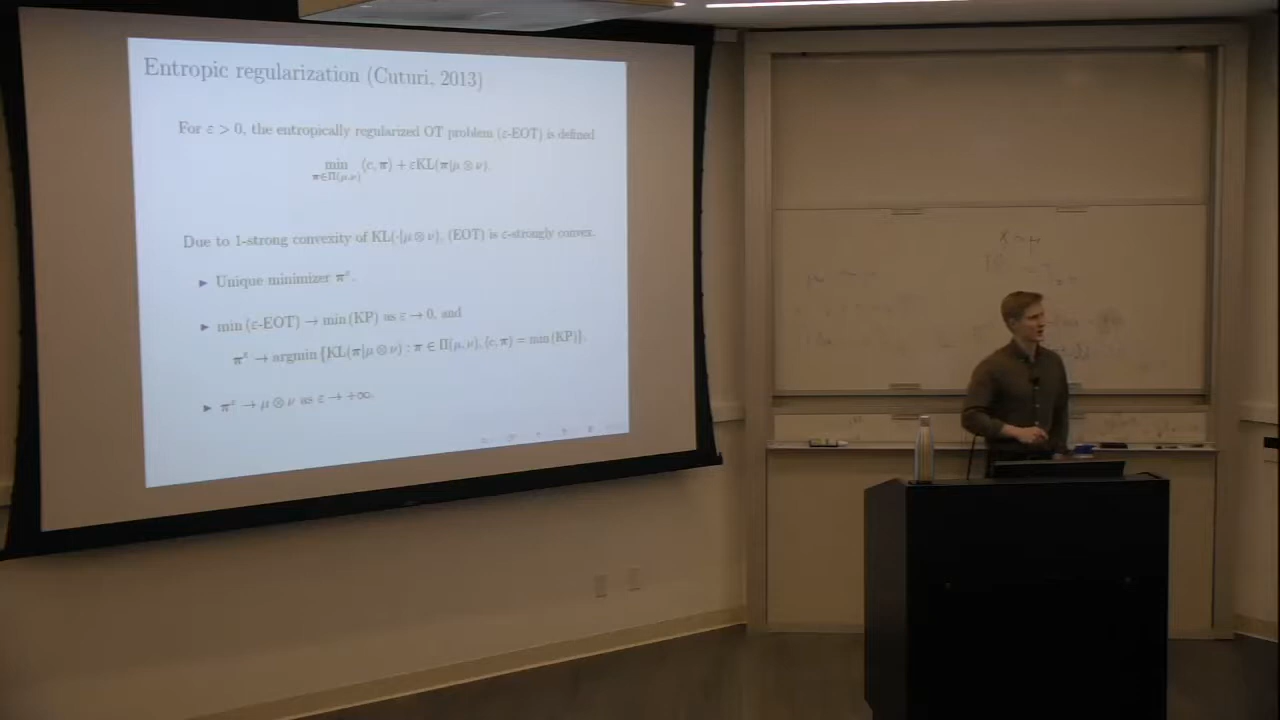 Entropic regularization (Cuturi, 2013)
For ε > 0, the entropically regularized OT problem (ε-EOT) is defined
min ⟨c, π⟩ + εKL(π|μ ⊗ ν).
π∈Π(μ,ν)
Due to 1-strong convexity of KL(·|μ ⊗ ν), (EOT) is ε-strongly convex.
▶ Unique minimizer π^ε.
▶ min (ε-EOT) → min (KP) as ε → 0, and
π^ε → argmin {KL(π|μ ⊗ ν) : π ∈ Π(μ, ν), ⟨c, π⟩ = min (KP)}.
▶ π^ε → μ ⊗ ν as ε → +∞.
X ~ μ